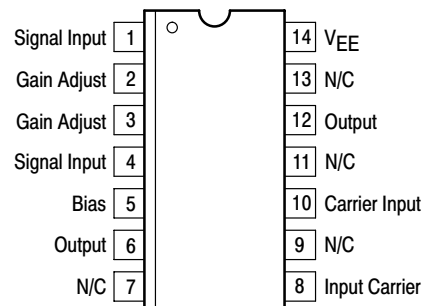 Signal Input 1 14 VEE
Gain Adjust 2 13 N/C
Gain Adjust 3 12 Output
Signal Input 4 11 N/C
Bias 5 10 Carrier Input
Output 6 9 N/C
N/C 7 8 Input Carrier